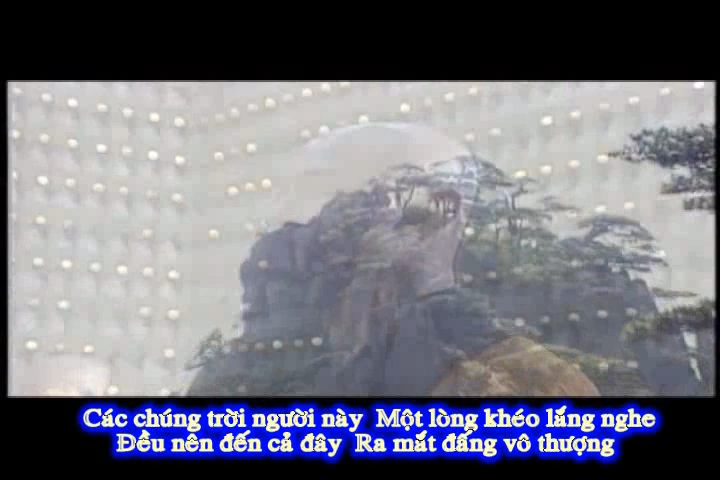 Các chúng trời người này  Một lòng khéo lắng nghe
Đều nên đến cả đây  Ra mắt đấng vô thượng